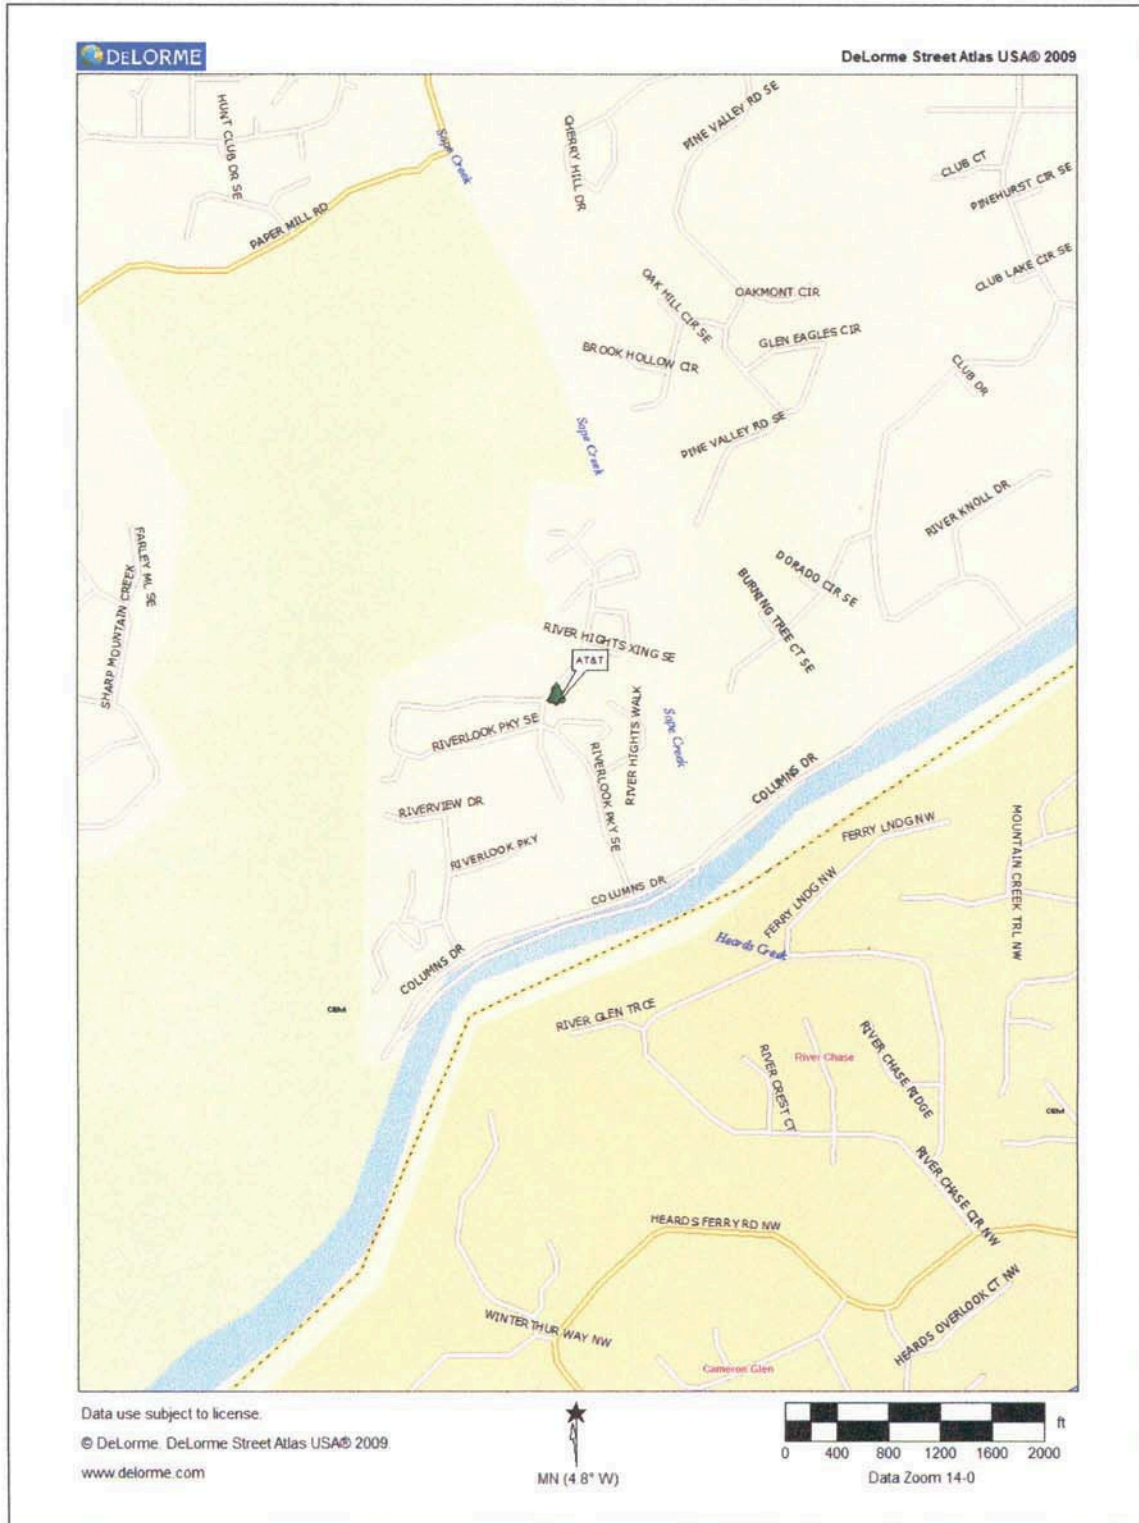 DELORME
DeLorme Street Atlas USA® 2009
HUNT CLUB DR SE
Sope Creek
CHERRY HILL DR
PINE VALLEY RD SE
CLUB CT
PINEHURST CIR SE
PAPER MILL RD
CLUB LAKE CIR SE
OAK HILL CIR SE
OAKMONT CIR
GLEN EAGLES CIR
BROOK HOLLOW CIR
CLUB DR
Sope Creek
PINE VALLEY RD SE
RIVER KNOLL DR
FARLEY ML SE
SHARP MOUNTAIN CREEK
DORADO CIR SE
BURNING TREE CT SE
RIVER HIGHTS XING SE
AT&T
RIVERLOOK PKY SE
RIVER HIGHTS WALK
Sope Creek
RIVERLOOK PKY SE
COLUMNS DR
RIVERVIEW DR
RIVERLOOK PKY
FERRY LNDG NW
MOUNTAIN CREEK TRL NW
COLUMNS DR
FERRY LNDG NW
Heards Creek
COLUMNS DR
CEM
RIVER GLEN TRCE
RIVER CHASE RIDGE
River Chase
RIVER CREST CT
CEM
RIVER CHASE CIR NW
HEARDS FERRY RD NW
HEARDS OVERLOOK CT NW
WINTERTHUR WAY NW
Cameron Glen
Data use subject to license.
© DeLorme. DeLorme Street Atlas USA® 2009.
www.delorme.com
MN (4.8° W)
ft
0 400 800 1200 1600 2000
Data Zoom 14-0